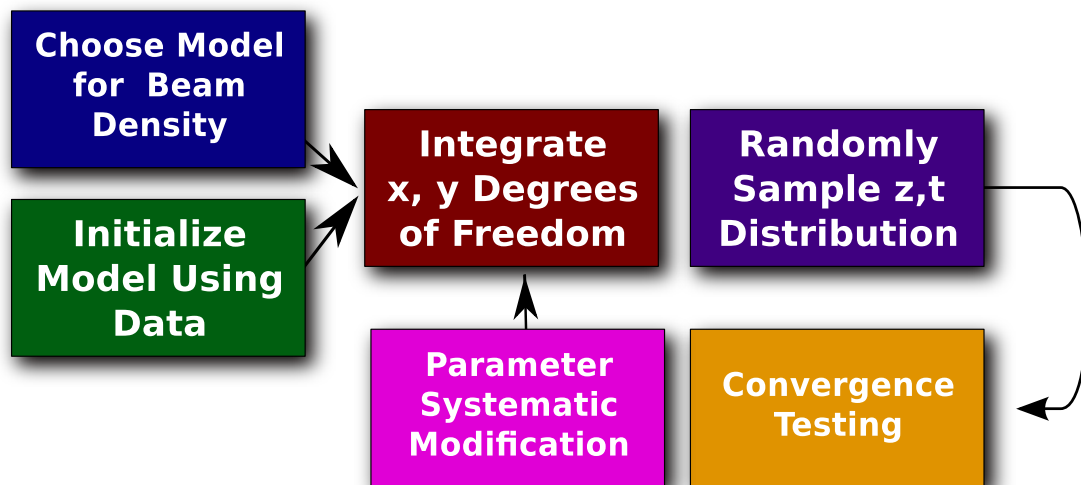 Choose Model
for Beam
Density
Initialize
Model Using
Data
Integrate
x, y Degrees
of Freedom
Randomly
Sample z,t
Distribution
Parameter
Systematic
Modification
Convergence
Testing